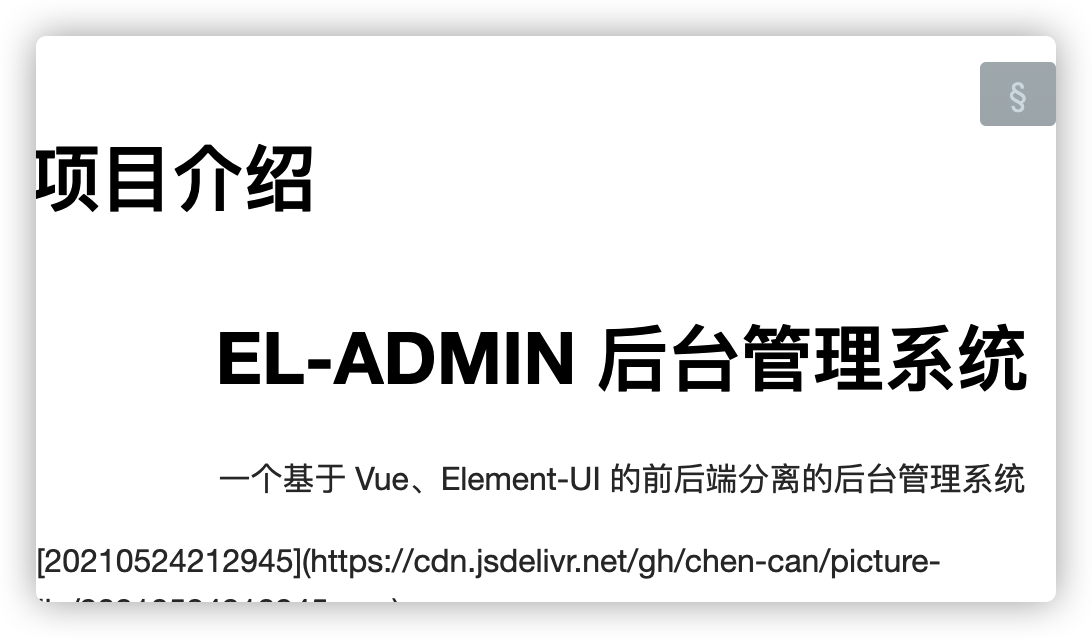 §
项目介绍
EL-ADMIN 后台管理系统
一个基于 Vue、Element-UI 的前后端分离的后台管理系统
[20210524212945](https://cdn.jsdelivr.net/gh/chen-can/picture-